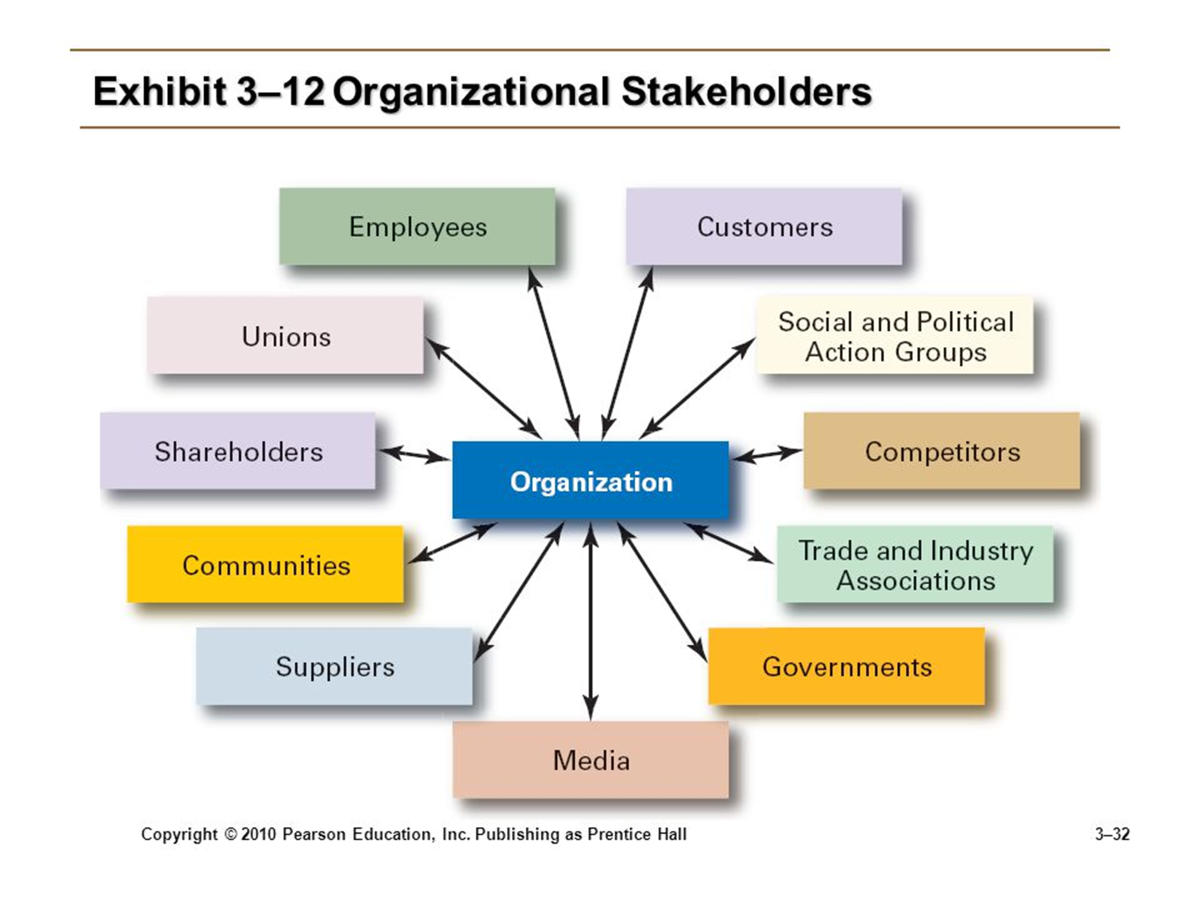 Exhibit 3–12 Organizational Stakeholders
Employees
Customers
Unions
Social and Political
Action Groups
Shareholders
Competitors
Organization
Communities
Trade and Industry
Associations
Suppliers
Governments
Media
Copyright © 2010 Pearson Education, Inc. Publishing as Prentice Hall
3–32